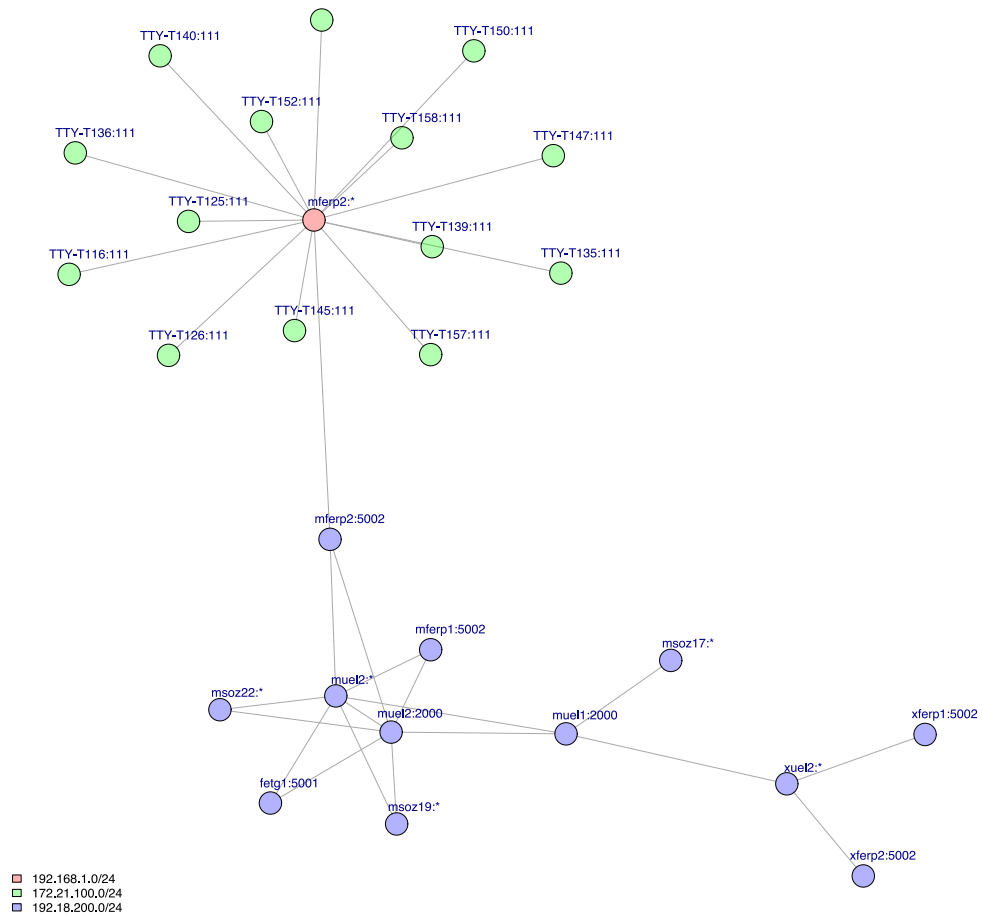 TTY-T140:111
TTY-T150:111
TTY-T152:111
TTY-T158:111
TTY-T136:111
TTY-T147:111
mferp2:*
TTY-T125:111
TTY-T139:111
TTY-T116:111
TTY-T135:111
TTY-T145:111
TTY-T126:111
TTY-T157:111
mferp2:5002
mferp1:5002
msoz17:*
muel2:*
msoz22:*
muel2:2000
muel1:2000
xferp1:5002
xuel2:*
fetg1:5001
msoz19:*
xferp2:5002
192.168.1.0/24
172.21.100.0/24
192.18.200.0/24